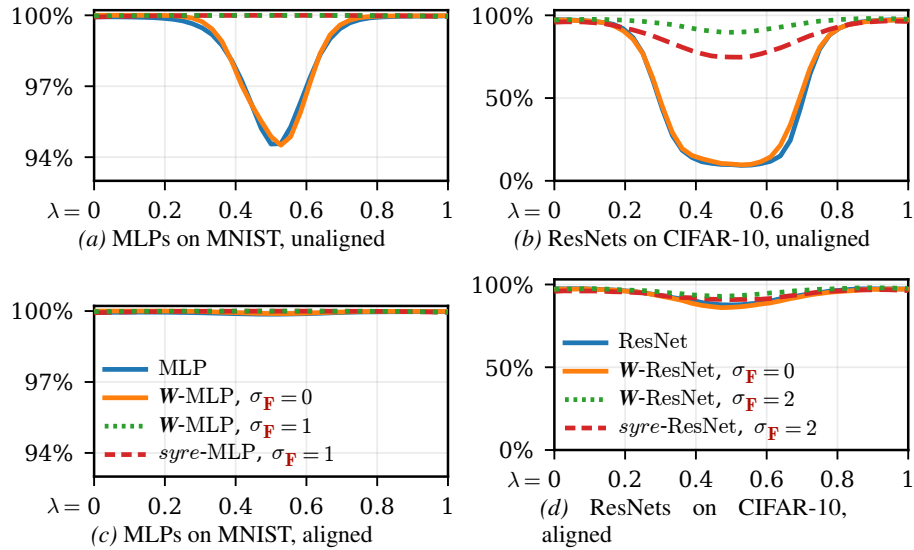 100%
97%
94%
λ = 0 0.2 0.4 0.6 0.8 1
(a) MLPs on MNIST, unaligned
100%
50%
0%
λ = 0 0.2 0.4 0.6 0.8 1
(b) ResNets on CIFAR-10, unaligned
100%
97%
94%
MLP
W-MLP, σF = 0
W-MLP, σF = 1
syre-MLP, σF = 1
λ = 0 0.2 0.4 0.6 0.8 1
(c) MLPs on MNIST, aligned
100%
50%
0%
ResNet
W-ResNet, σF = 0
W-ResNet, σF = 2
syre-ResNet, σF = 2
λ = 0 0.2 0.4 0.6 0.8 1
(d) ResNets on CIFAR-10,
aligned